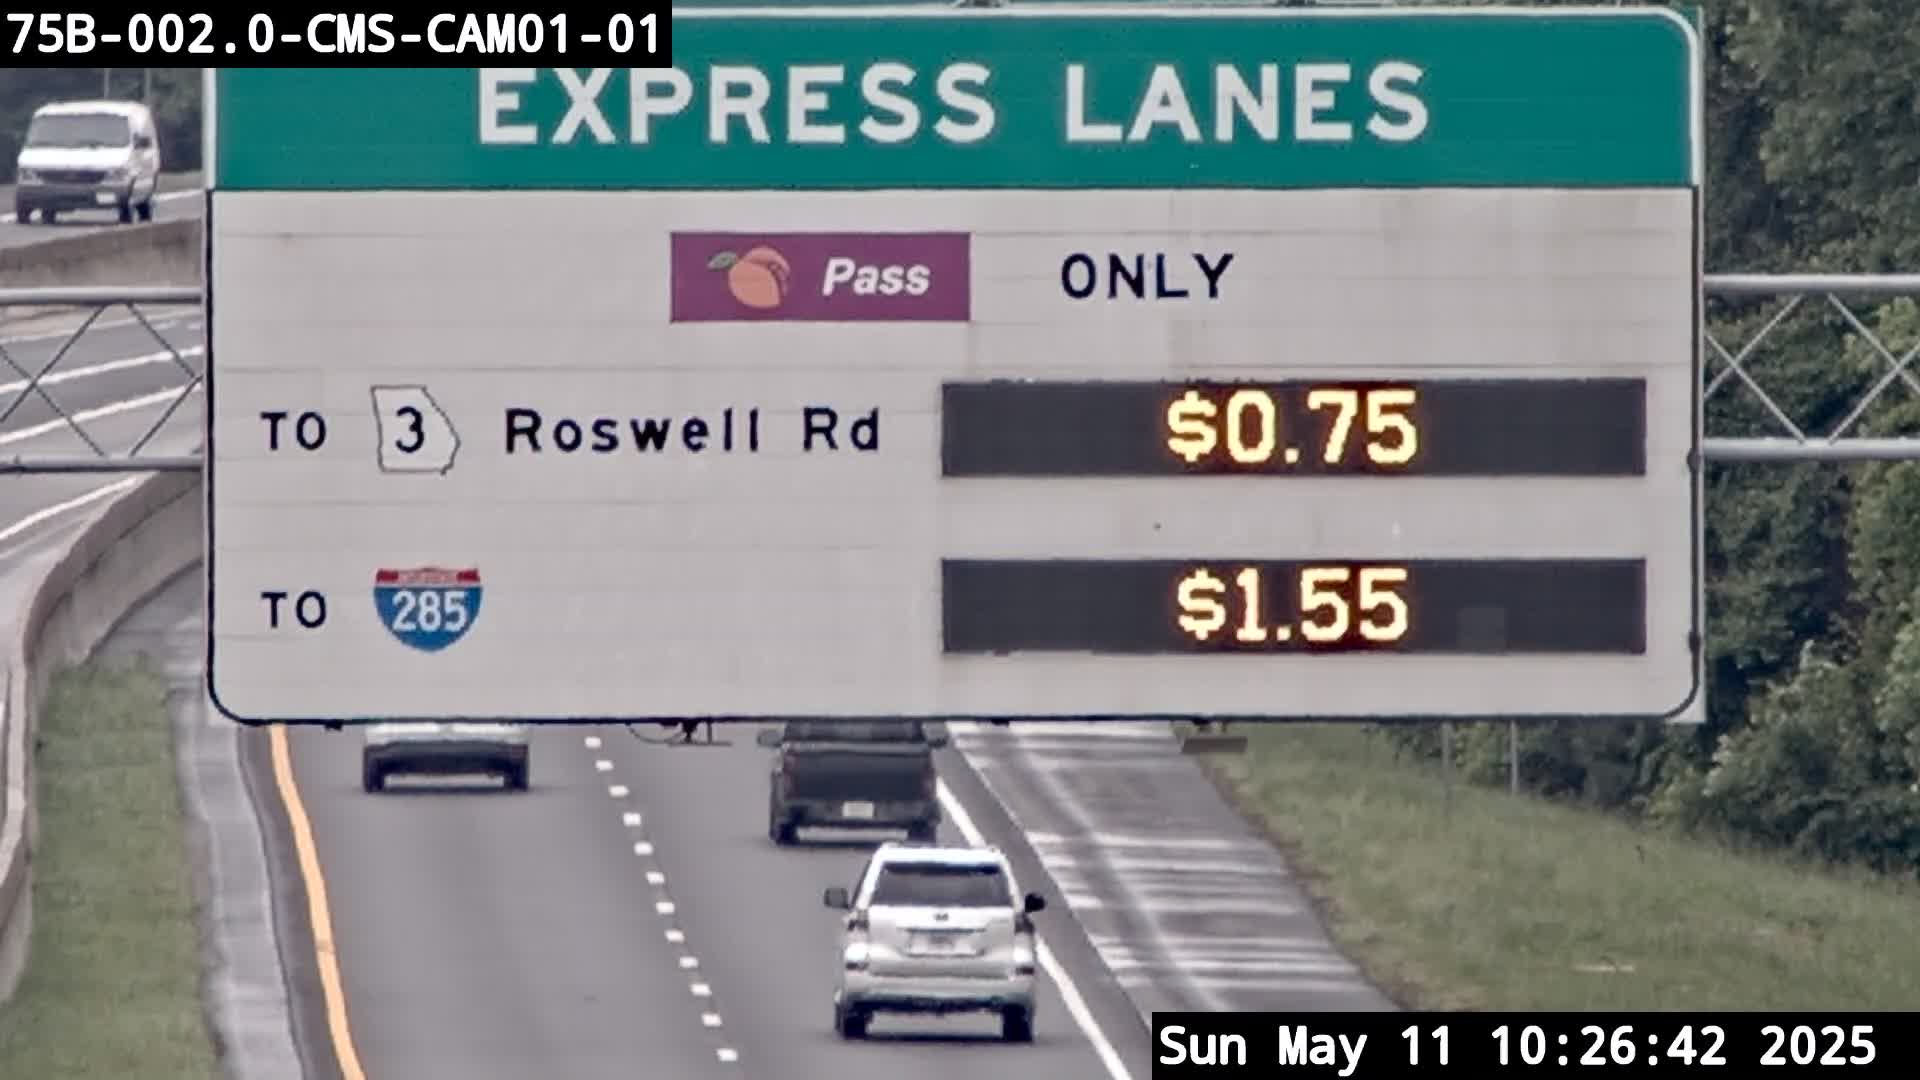 75B-002.0-CMS-CAM01-01
EXPRESS LANES
Pass ONLY
TO 3 Roswell Rd $0.75
TO 285 $1.55
Sun May 11 10:26:42 2025